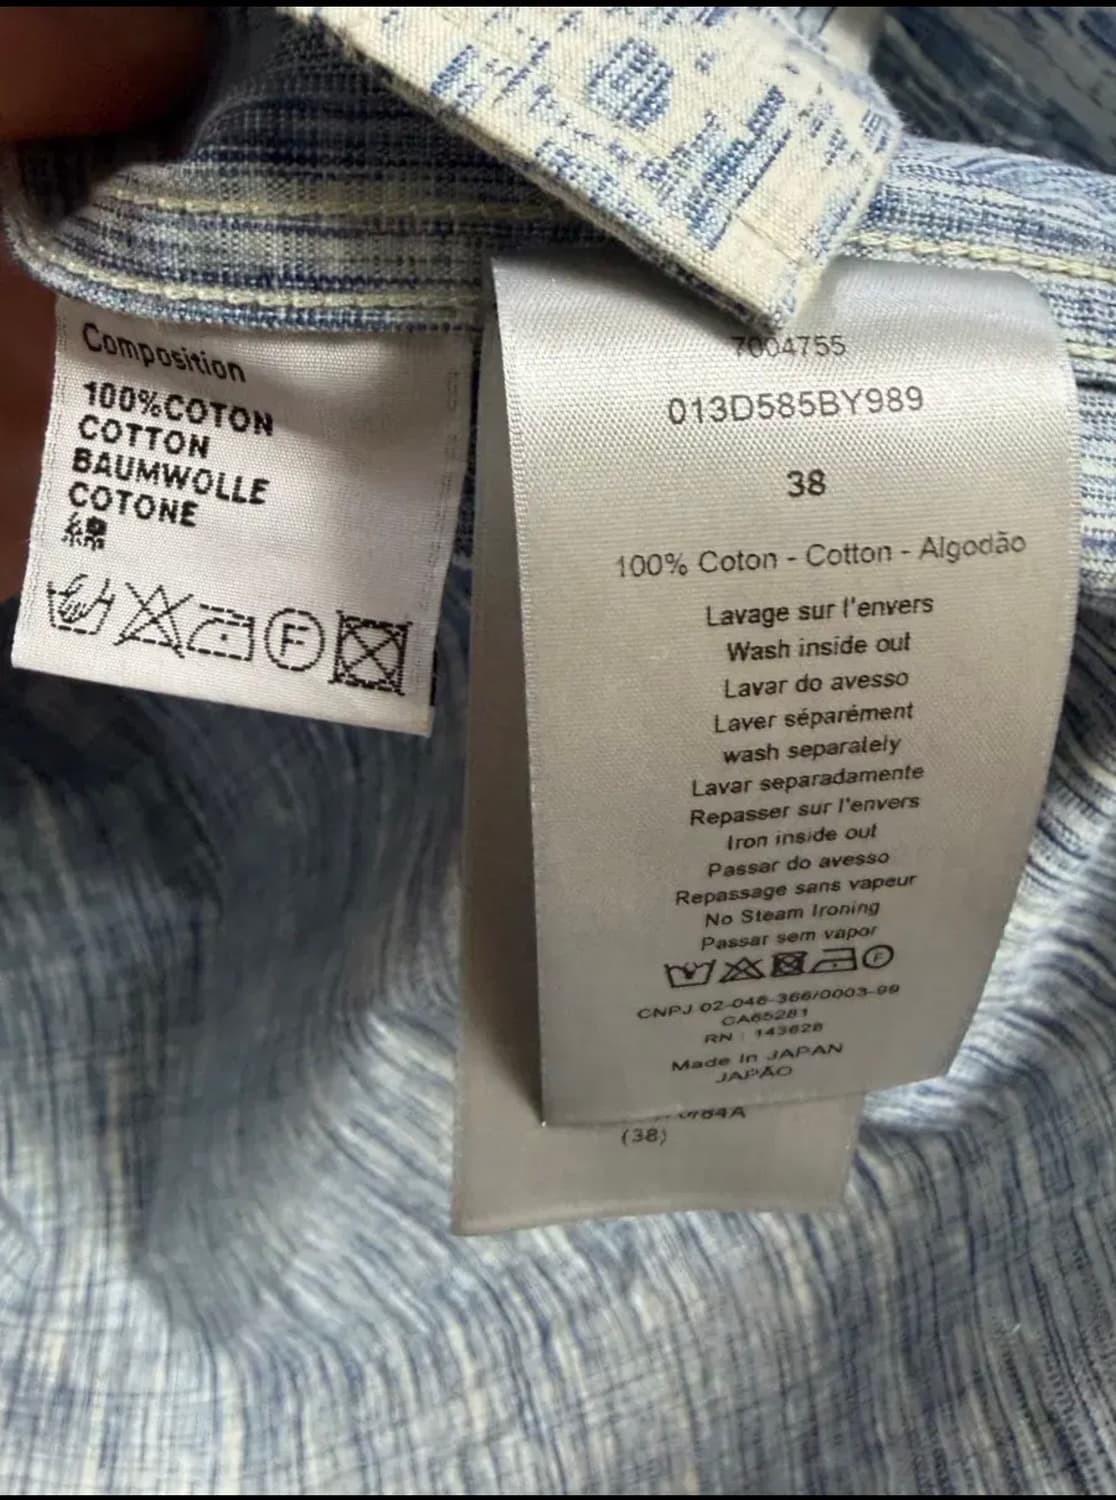 Composition
100%COTON
COTTON
BAUMWOLLE
COTONE
綿
F
7004755
013D585BY989
38
100% Coton - Cotton - Algodão
Lavage sur l'envers
Wash inside out
Lavar do avesso
Laver séparément
wash separately
Lavar separadamente
Repasser sur l'envers
Iron inside out
Passar do avesso
Repassage sans vapeur
No Steam Ironing
Passar sem vapor
F
CNPJ 02-046-366/0003-99
CA65281
RN : 143628
Made In JAPAN
JAPÃO
(38)